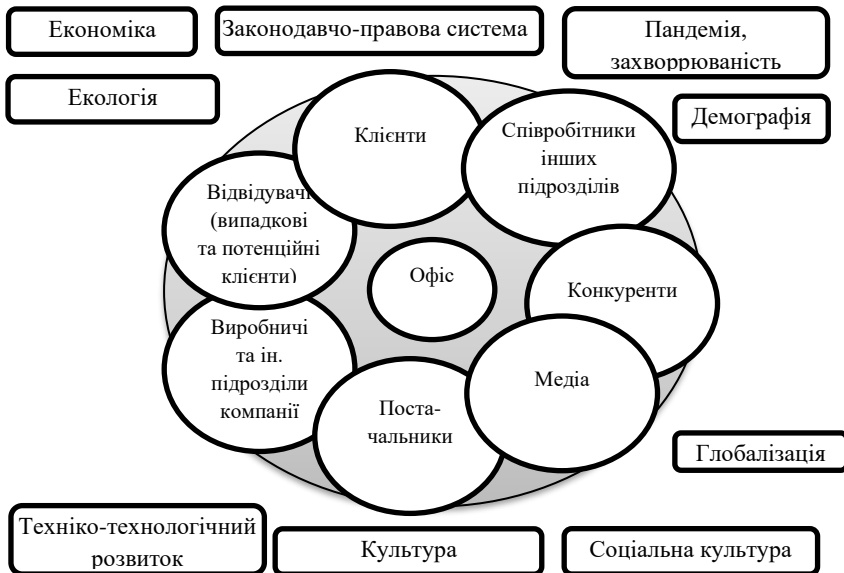 Економіка
Законодавчо-правова система
Пандемія,
захворюваність
Екологія
Демографія
Клієнти
Співробітники
інших
підрозділів
Відвідувачі
(випадкові
та потенційні
клієнти)
Офіс
Конкуренти
Виробничі
та ін.
підрозділи
компанії
Поста-
чальники
Медіа
Глобалізація
Техніко-технологічний
розвиток
Культура
Соціальна культура